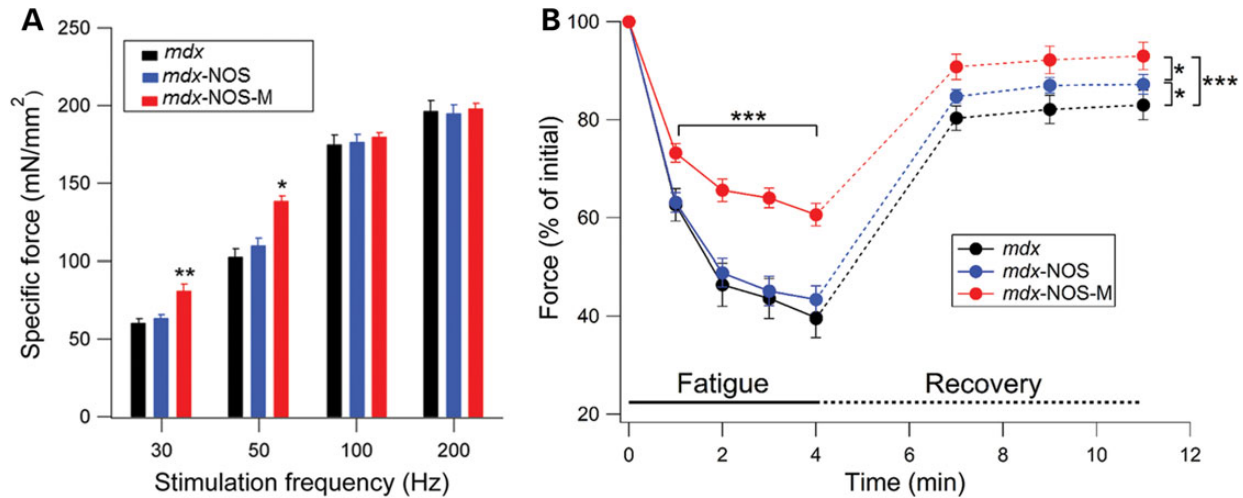 A
250
200
150
100
50
0
Specific force (mN/mm²)
mdx
mdx-NOS
mdx-NOS-M
**
*
30
50
100
200
Stimulation frequency (Hz)
B
100
80
60
40
20
Force (% of initial)
***
*
*
***
mdx
mdx-NOS
mdx-NOS-M
Fatigue
Recovery
0
2
4
6
8
10
12
Time (min)